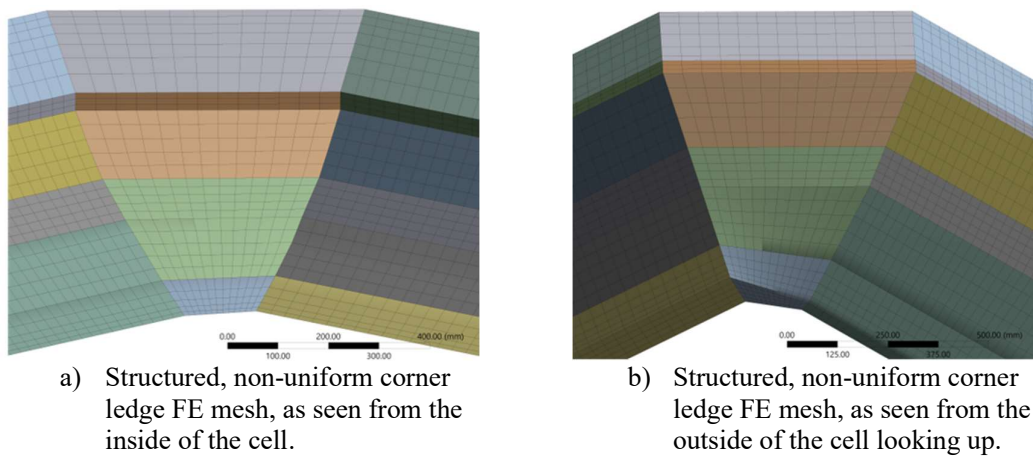 0.00 200.00 400.00 (mm)
100.00 300.00
0.00 250.00 500.00 (mm)
125.00 375.00
a) Structured, non-uniform corner
ledge FE mesh, as seen from the
inside of the cell.
b) Structured, non-uniform corner
ledge FE mesh, as seen from the
outside of the cell looking up.